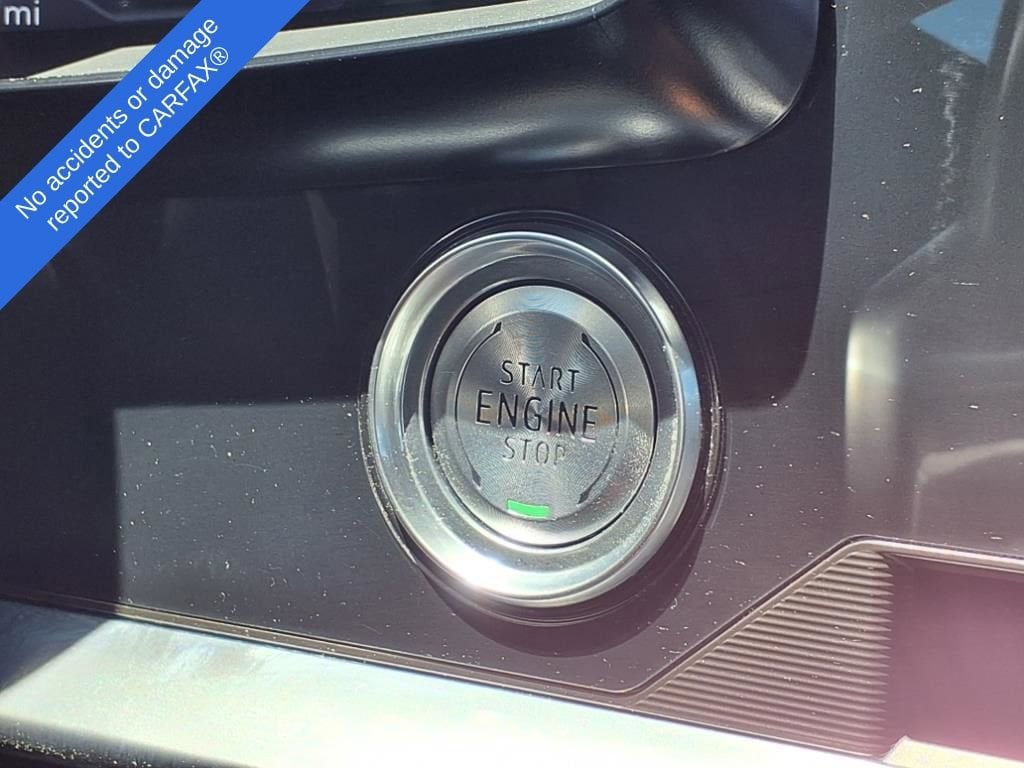 mi
No accidents or damage
reported to CARFAX®
START
ENGINE
STOP